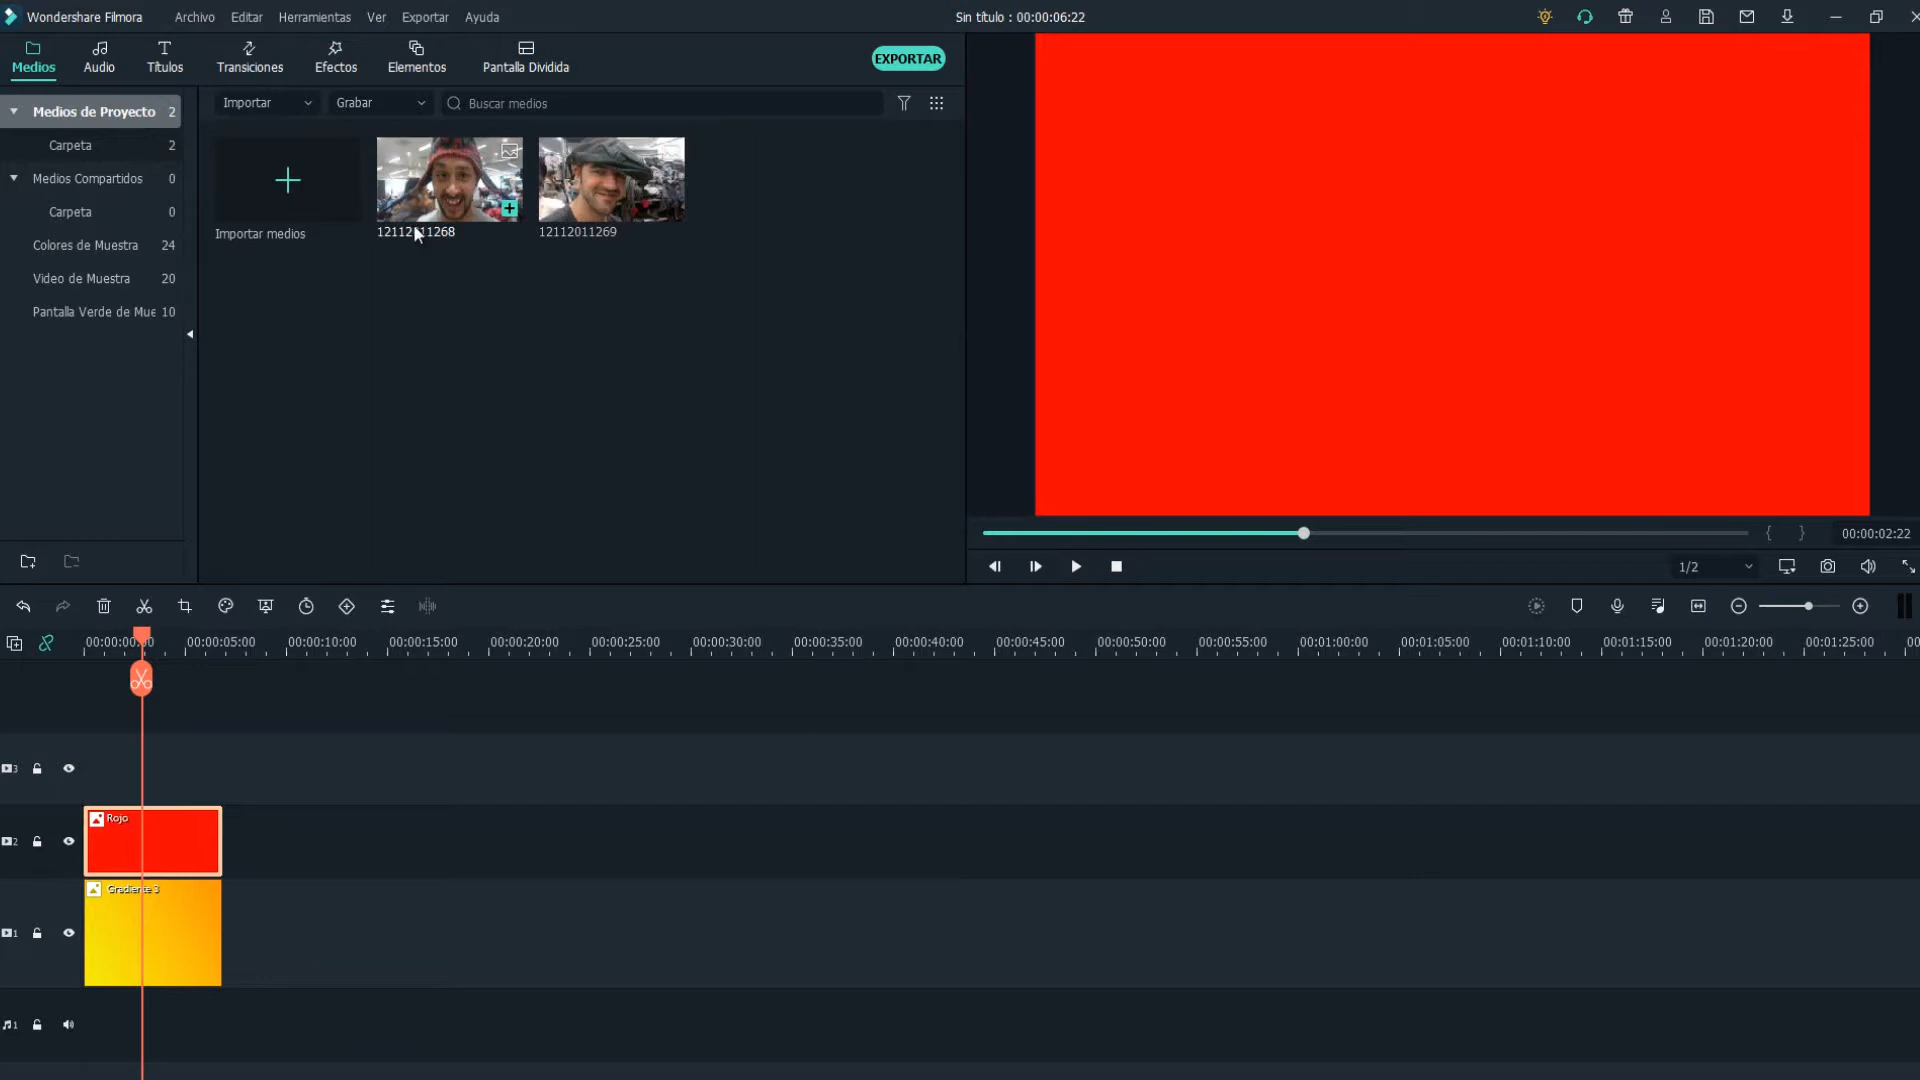 Wondershare Filmora
Archivo
Editar
Herramientas
Ver
Exportar
Ayuda
Sin título : 00:00:06:22
Medios
Audio
Títulos
Transiciones
Efectos
Elementos
Pantalla Dividida
EXPORTAR
Medios de Proyecto 2
Carpeta 2
Medios Compartidos 0
Carpeta 0
Colores de Muestra 24
Video de Muestra 20
Pantalla Verde de Mue 10
Importar
Grabar
Buscar medios
Importar medios
12112011268
12112011269
{ }
00:00:02:22
1/2
00:00:00:00
00:00:05:00
00:00:10:00
00:00:15:00
00:00:20:00
00:00:25:00
00:00:30:00
00:00:35:00
00:00:40:00
00:00:45:00
00:00:50:00
00:00:55:00
00:01:00:00
00:01:05:00
00:01:10:00
00:01:15:00
00:01:20:00
00:01:25:00
3
2
Rojo
1
Gradiente 3
1